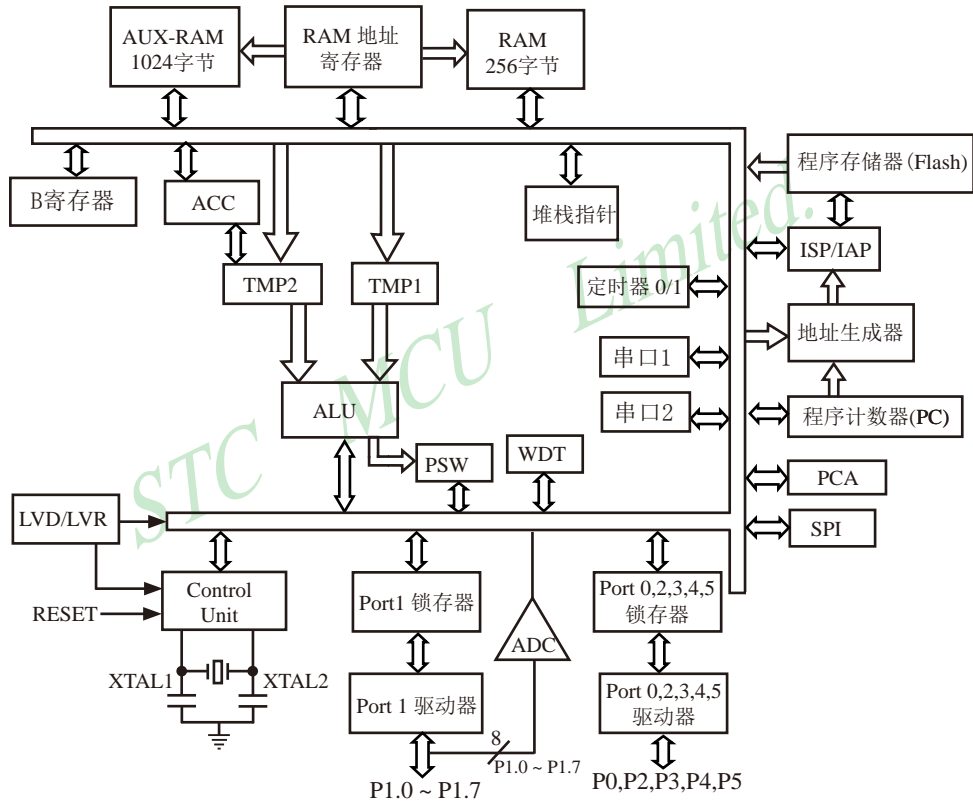 AUX-RAM
1024字节
RAM 地址
寄存器
RAM
256字节
B寄存器
ACC
堆栈指针
程序存储器(Flash)
ISP/IAP
TMP2
TMP1
定时器 0/1
地址生成器
串口1
ALU
串口2
程序计数器(PC)
PSW
WDT
PCA
LVD/LVR
SPI
Control
Unit
RESET
Port1 锁存器
ADC
Port 0,2,3,4,5
锁存器
XTAL1
XTAL2
Port 1 驱动器
Port 0,2,3,4,5
驱动器
8
P1.0 ~ P1.7
P1.0 ~ P1.7
P0,P2,P3,P4,P5
STC MCU Limited.